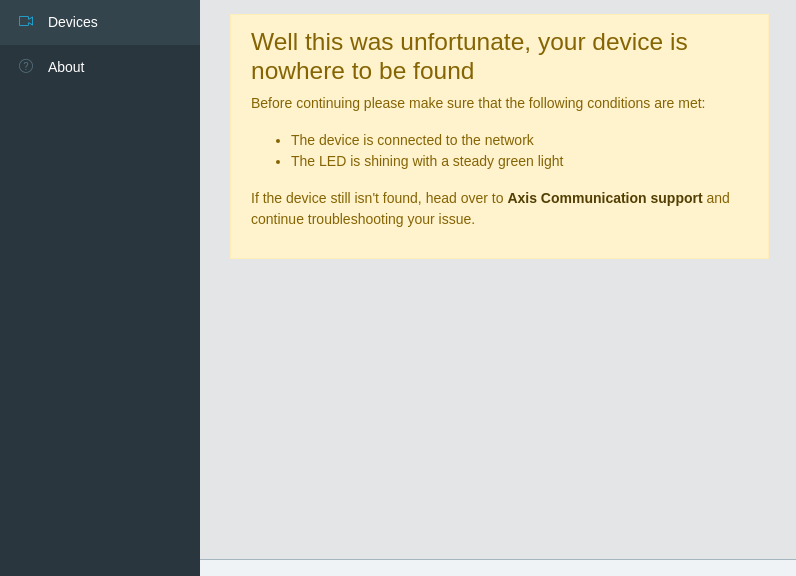 Devices
About
Well this was unfortunate, your device is
nowhere to be found
Before continuing please make sure that the following conditions are met:
• The device is connected to the network
• The LED is shining with a steady green light
If the device still isn't found, head over to Axis Communication support and
continue troubleshooting your issue.